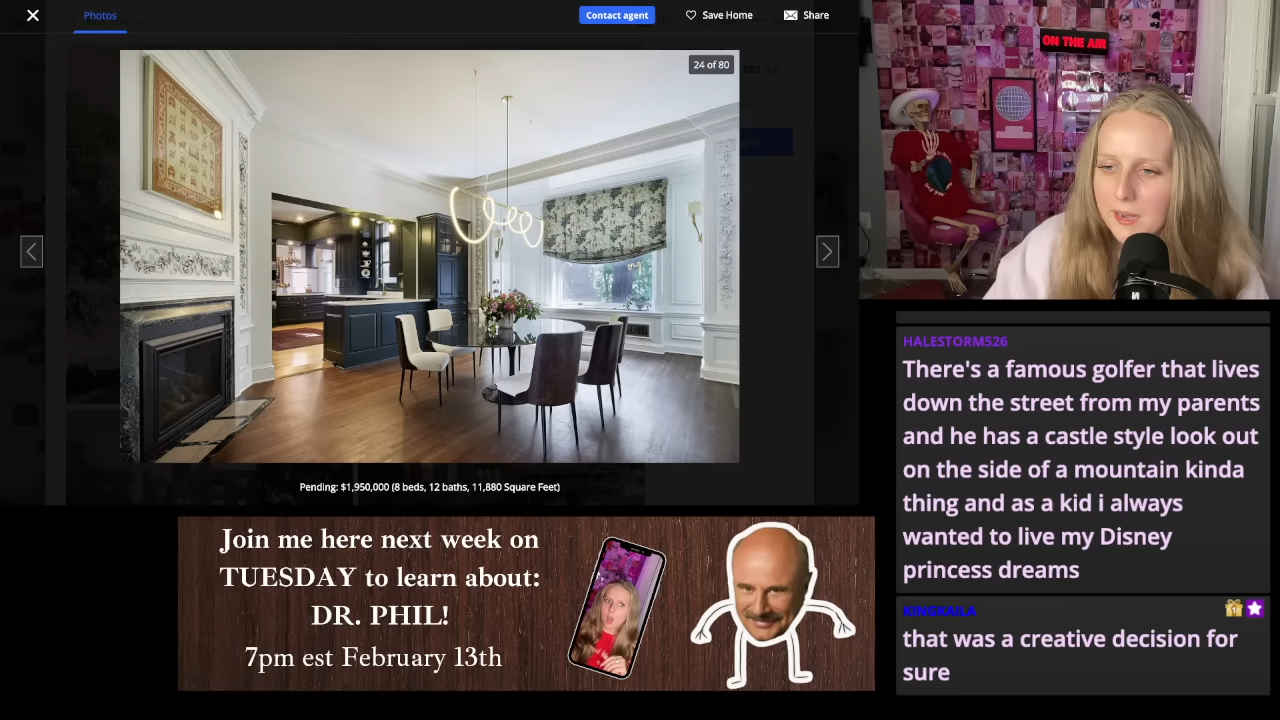 Photos
Contact agent
Save Home
Share
24 of 80
Pending: $1,950,000 (8 beds, 12 baths, 11,880 Square Feet)
ON THE AIR
HALESTORM526
There's a famous golfer that lives
down the street from my parents
and he has a castle style look out
on the side of a mountain kinda
thing and as a kid i always
wanted to live my Disney
princess dreams
KINGKAILA
that was a creative decision for
sure
Join me here next week on
TUESDAY to learn about:
DR. PHIL!
7pm est February 13th